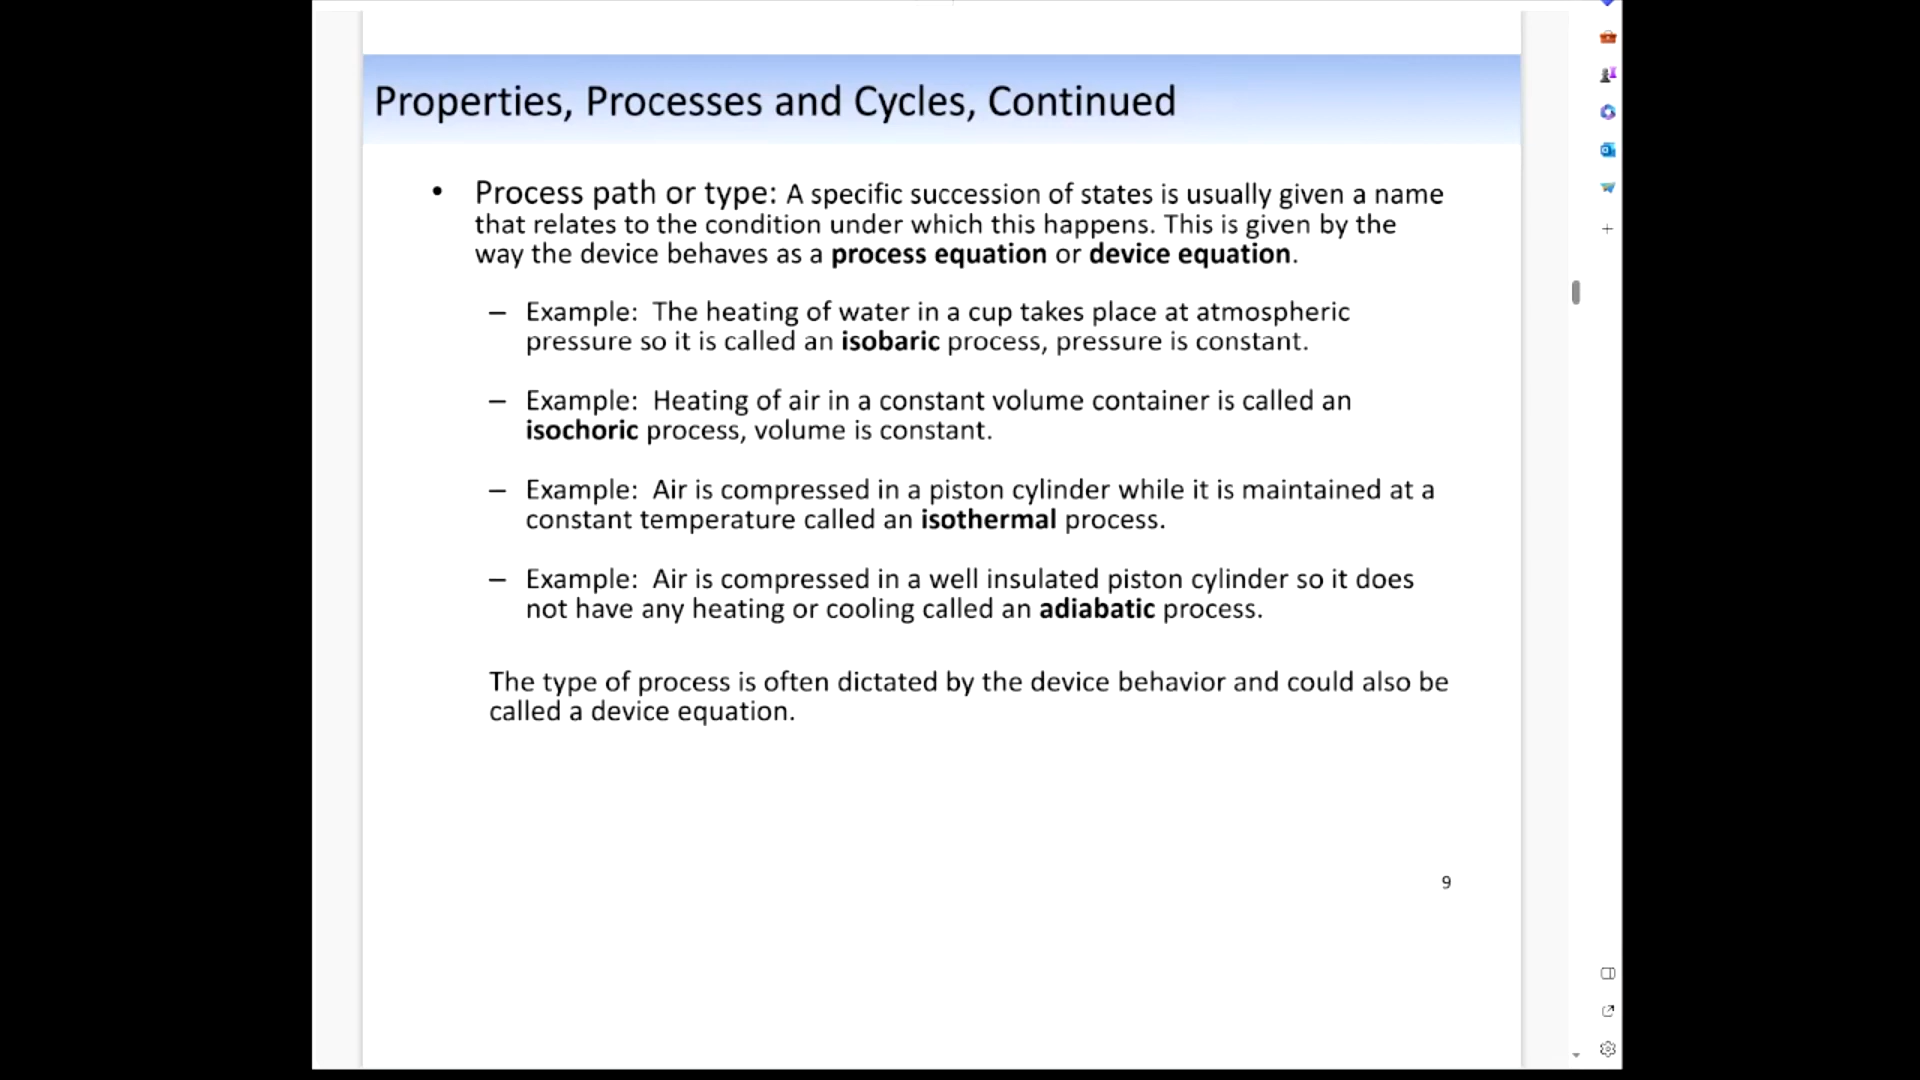 Properties, Processes and Cycles, Continued
• Process path or type: A specific succession of states is usually given a name
that relates to the condition under which this happens. This is given by the
way the device behaves as a process equation or device equation.
– Example: The heating of water in a cup takes place at atmospheric
pressure so it is called an isobaric process, pressure is constant.
– Example: Heating of air in a constant volume container is called an
isochoric process, volume is constant.
– Example: Air is compressed in a piston cylinder while it is maintained at a
constant temperature called an isothermal process.
– Example: Air is compressed in a well insulated piston cylinder so it does
not have any heating or cooling called an adiabatic process.
The type of process is often dictated by the device behavior and could also be
called a device equation.
9